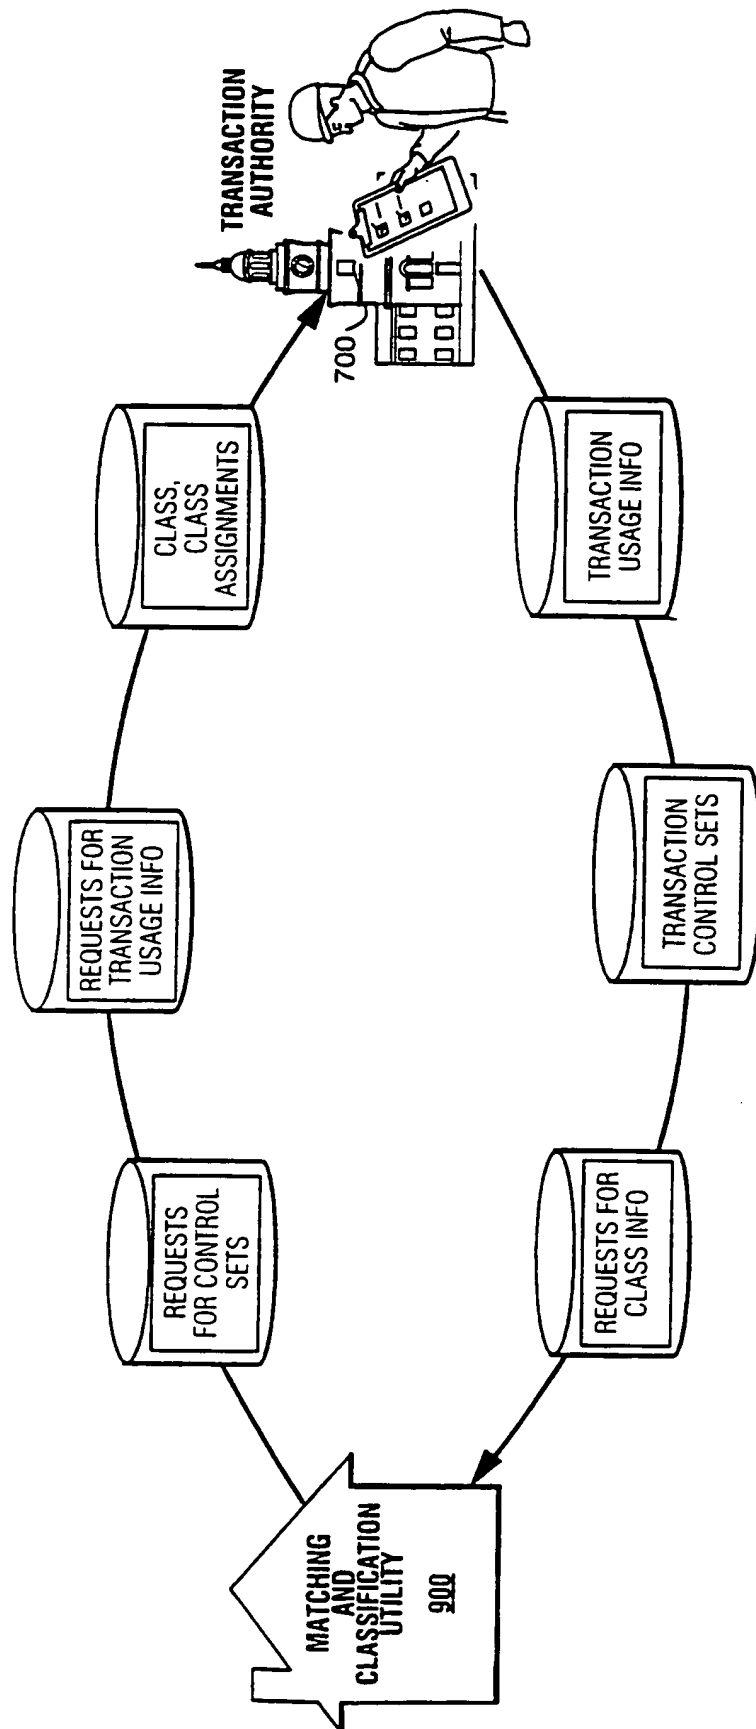 TRANSACTION
AUTHORITY
700
CLASS,
CLASS
ASSIGNMENTS
REQUESTS FOR
TRANSACTION
USAGE INFO
REQUESTS
FOR CONTROL
SETS
MATCHING
AND
CLASSIFICATION
UTILITY
900
REQUESTS FOR
CLASS INFO
TRANSACTION
CONTROL SETS
TRANSACTION
USAGE INFO